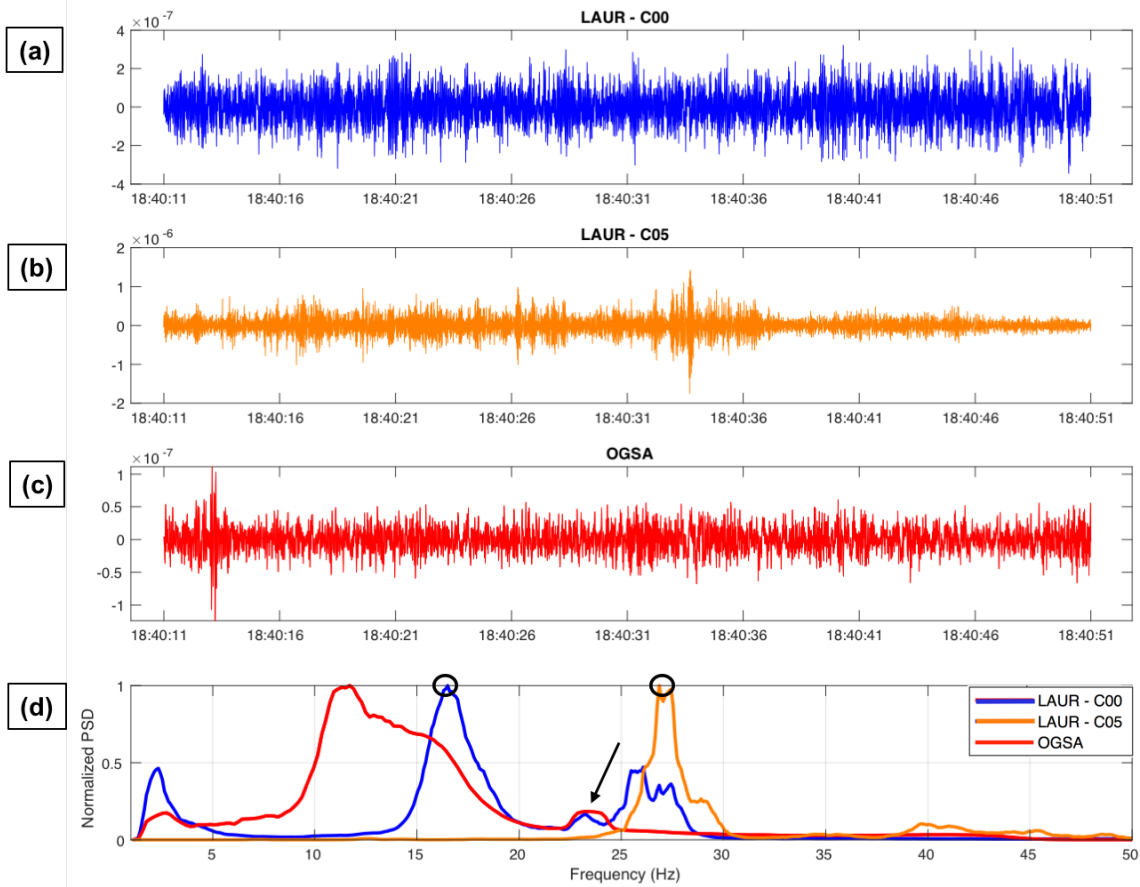 (a)
LAUR - C00
×10⁻⁷
4
2
0
-2
-4
18:40:11 18:40:16 18:40:21 18:40:26 18:40:31 18:40:36 18:40:41 18:40:46 18:40:51
(b)
LAUR - C05
×10⁻⁶
2
1
0
-1
-2
18:40:11 18:40:16 18:40:21 18:40:26 18:40:31 18:40:36 18:40:41 18:40:46 18:40:51
(c)
OGSA
×10⁻⁷
1
0.5
0
-0.5
-1
18:40:11 18:40:16 18:40:21 18:40:26 18:40:31 18:40:36 18:40:41 18:40:46 18:40:51
(d)
Normalized PSD
1
0.5
0
LAUR - C00
LAUR - C05
OGSA
5 10 15 20 25 30 35 40 45 50
Frequency (Hz)